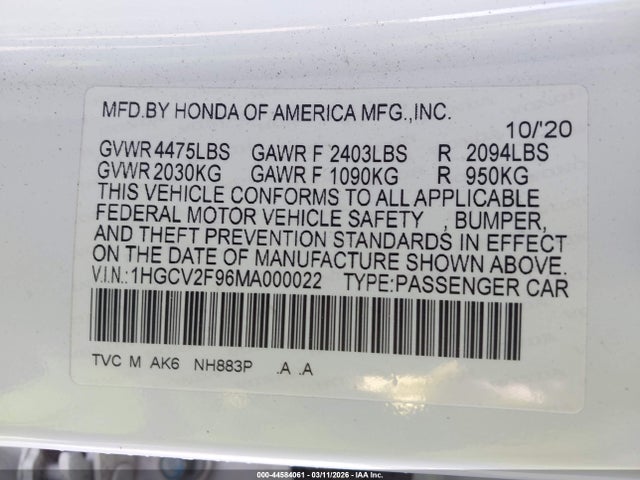 MFD.BY HONDA OF AMERICA MFG.,INC.
10/'20
GVWR 4475LBS GAWR F 2403LBS R 2094LBS
GVWR 2030KG GAWR F 1090KG R 950KG
THIS VEHICLE CONFORMS TO ALL APPLICABLE
FEDERAL MOTOR VEHICLE SAFETY , BUMPER,
AND THEFT PREVENTION STANDARDS IN EFFECT
ON THE DATE OF MANUFACTURE SHOWN ABOVE.
V.I.N.:1HGCV2F96MA000022 TYPE:PASSENGER CAR
TVC M AK6 NH883P .A .A
000-44584061 - 03/11/2026 - IAA Inc.